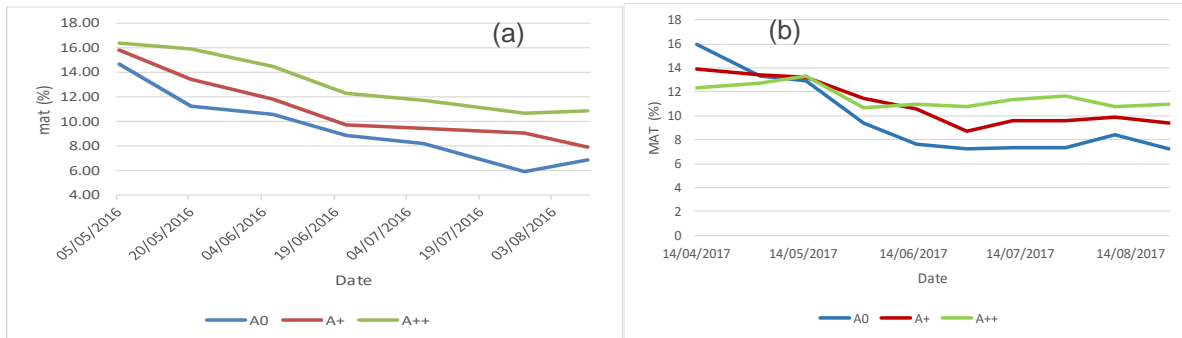 (a)
mat (%)
18.00
16.00
14.00
12.00
10.00
8.00
6.00
4.00
05/05/2016
20/05/2016
04/06/2016
19/06/2016
04/07/2016
19/07/2016
03/08/2016
Date
A0 A+ A++
(b)
MAT (%)
18
16
14
12
10
8
6
4
2
0
14/04/2017 14/05/2017 14/06/2017 14/07/2017 14/08/2017
Date
A0 A+ A++